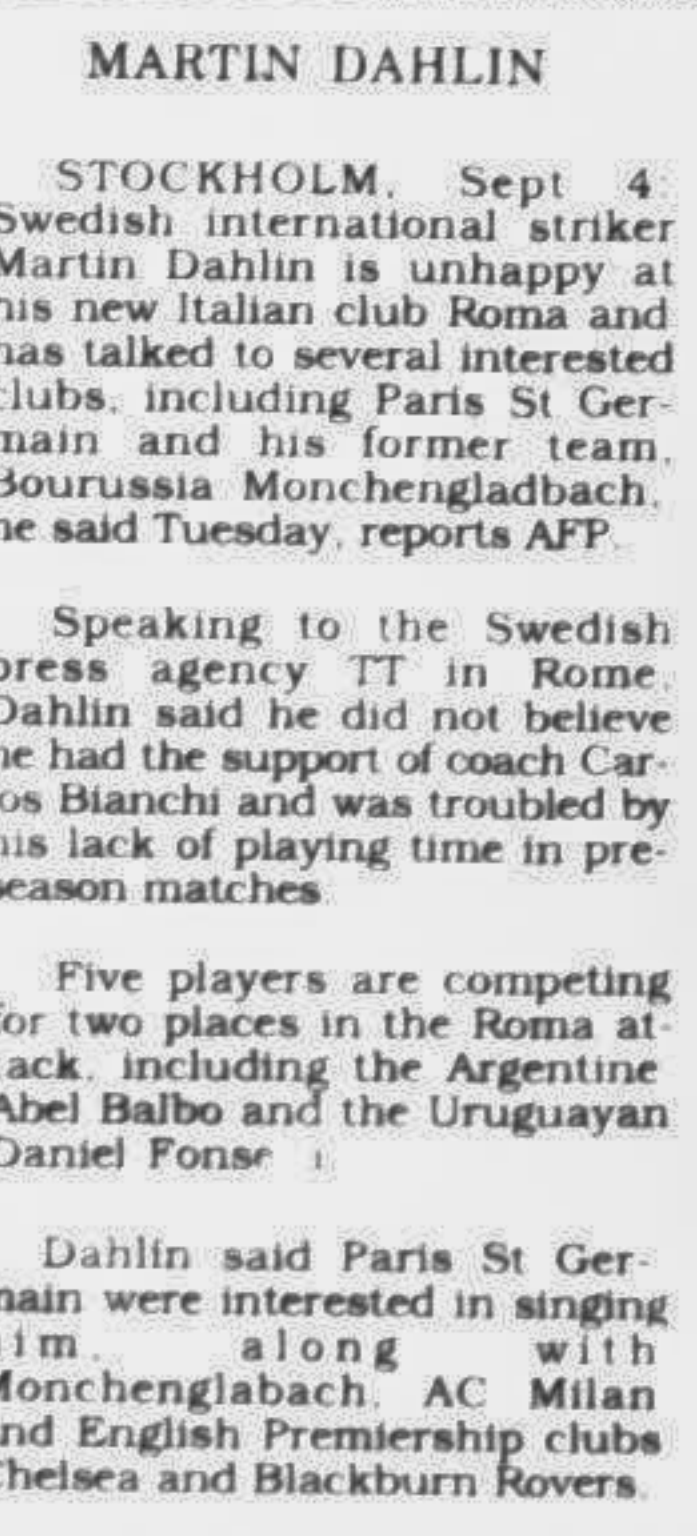 MARTIN DAHLIN
STOCKHOLM, Sept 4:
Swedish international striker
Martin Dahlin is unhappy at
his new Italian club Roma and
has talked to several interested
clubs, including Paris St Ger-
main and his former team,
Bourussia Monchengladbach,
he said Tuesday, reports AFP.
Speaking to the Swedish
press agency TT in Rome,
Dahlin said he did not believe
he had the support of coach Car-
los Bianchi and was troubled by
his lack of playing time in pre-
season matches.
Five players are competing
for two places in the Roma at-
tack, including the Argentine
Abel Balbo and the Uruguayan
Daniel
Dahlin said Paris St Ger-
main were interested in singing
him, along with
Monchenglabach, AC Milan
and English Premiership clubs
Chelsea and Blackburn Rovers.